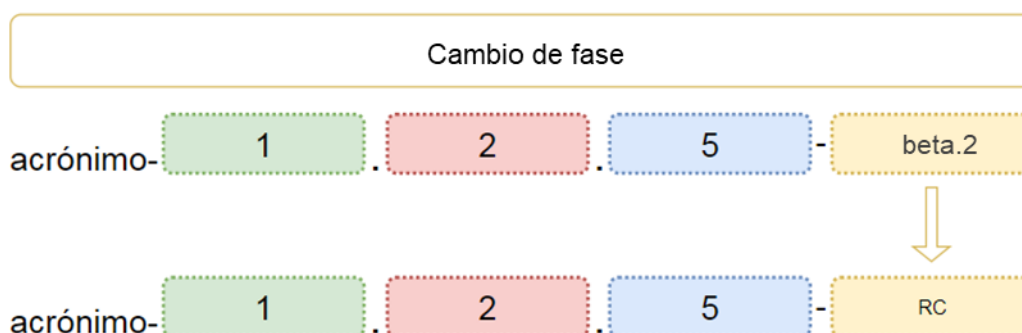 Cambio de fase
acrónimo- 1 . 2 . 5 - beta.2
acrónimo- 1 . 2 . 5 - RC